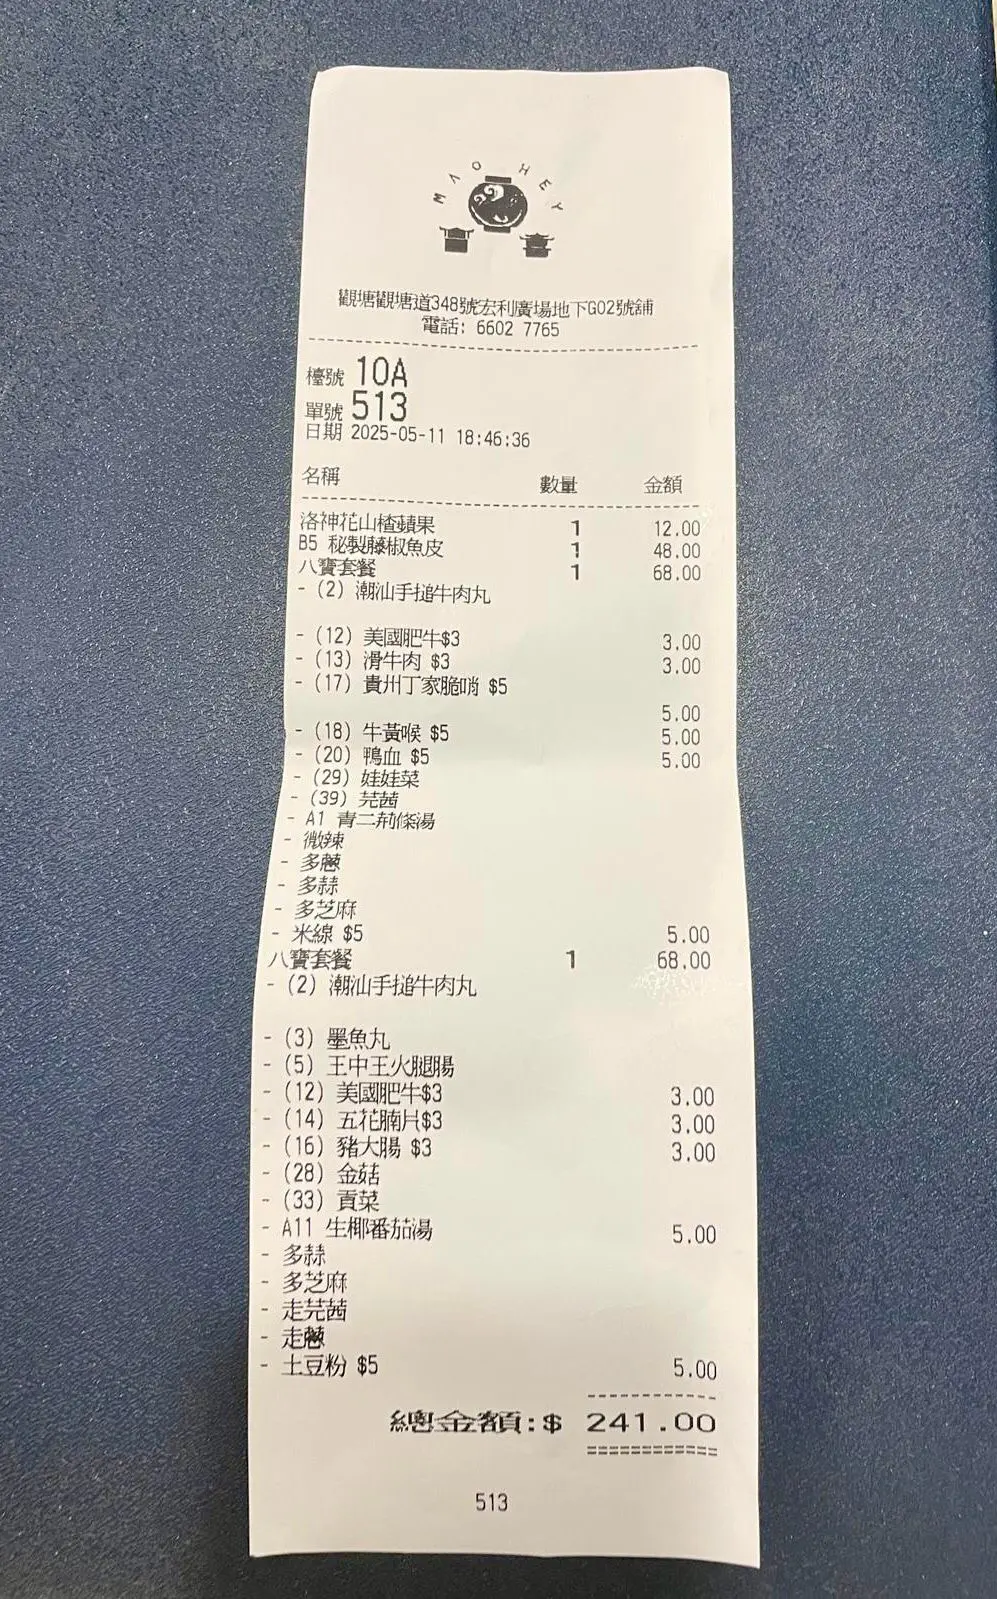 MAO HEY
冒 喜
觀塘觀塘道348號宏利廣場地下G02號舖
電話: 6602 7765
檯號 10A
單號 513
日期 2025-05-11 18:46:36
名稱 數量 金額
洛神花山楂蘋果 1 12.00
B5 秘製藤椒魚皮 1 48.00
八寶套餐 1 68.00
- (2) 潮汕手搥牛肉丸
- (12) 美國肥牛$3 3.00
- (13) 滑牛肉 $3 3.00
- (17) 貴州丁家脆哨 $5
5.00
- (18) 牛黃喉 $5 5.00
- (20) 鴨血 $5 5.00
- (29) 娃娃菜
- (39) 芫茜
- A1 青二荊條湯
- 微辣
- 多蔥
- 多蒜
- 多芝麻
- 米線 $5 5.00
八寶套餐 1 68.00
- (2) 潮汕手搥牛肉丸
- (3) 墨魚丸
- (5) 王中王火腿腸
- (12) 美國肥牛$3 3.00
- (14) 五花腩片$3 3.00
- (16) 豬大腸 $3 3.00
- (28) 金菇
- (33) 貢菜
- A11 生椰番茄湯 5.00
- 多蒜
- 多芝麻
- 走芫茜
- 走蔥
- 土豆粉 $5 5.00
總金額:$ 241.00
513